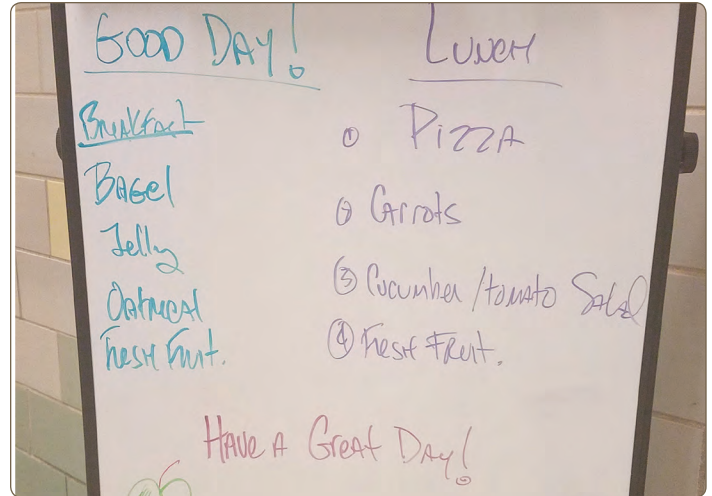 GOOD DAY!
BreakFast
BAGel
Jelly
OatmeAl
Fresh Fruit.
LUNCH
① PIZZA
② CArrots
③ Cucumber/tomato SAlad
④ Fresh FRuit.
HAve A GreAt DAy!